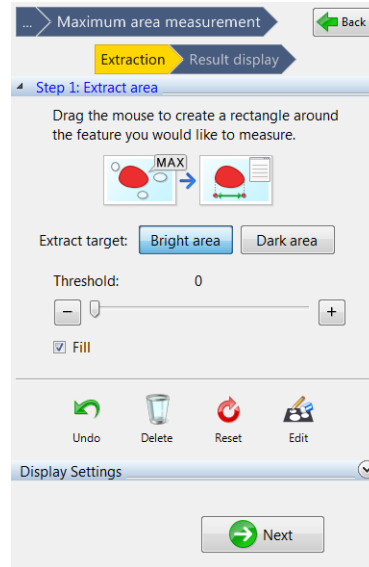 ... Maximum area measurement Back
Extraction Result display
Step 1: Extract area
Drag the mouse to create a rectangle around
the feature you would like to measure.
MAX
Extract target: Bright area Dark area
Threshold: 0
− +
Fill
Undo Delete Reset Edit
Display Settings
Next